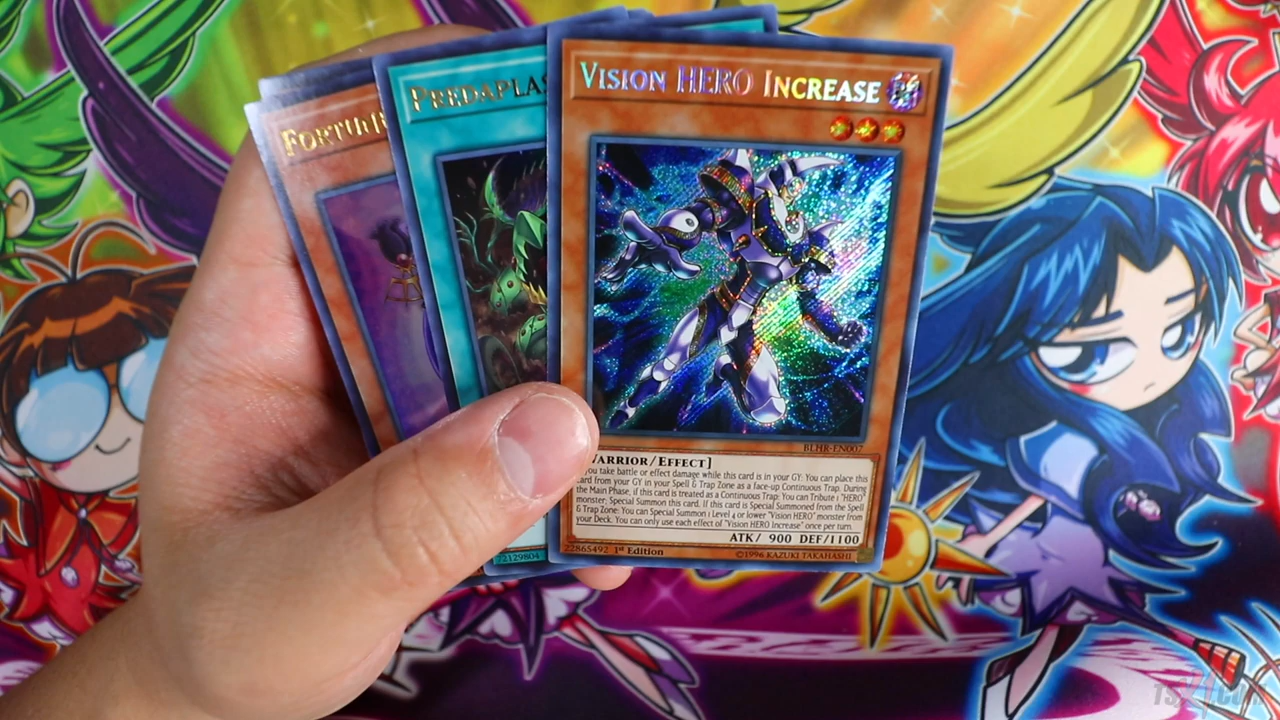 VISION HERO INCREASE
PREDAPLAS
BLHR-EN007
WARRIOR/EFFECT]
you take battle or effect damage while this card is in your GY: You can place this
card from your GY in your Spell & Trap Zone as a face-up Continuous Trap. During
the Main Phase, if this card is treated as a Continuous Trap: You can Tribute 1 "HERO"
monster; Special Summon this card. If this card is Special Summoned from the Spell
& Trap Zone: You can Special Summon 1 Level 4 or lower "Vision HERO" monster from
your Deck. You can only use each effect of "Vision HERO Increase" once per turn.
ATK/ 900 DEF/1100
72129804
22865492 1st Edition
©1996 KAZUKI TAKAHASHI